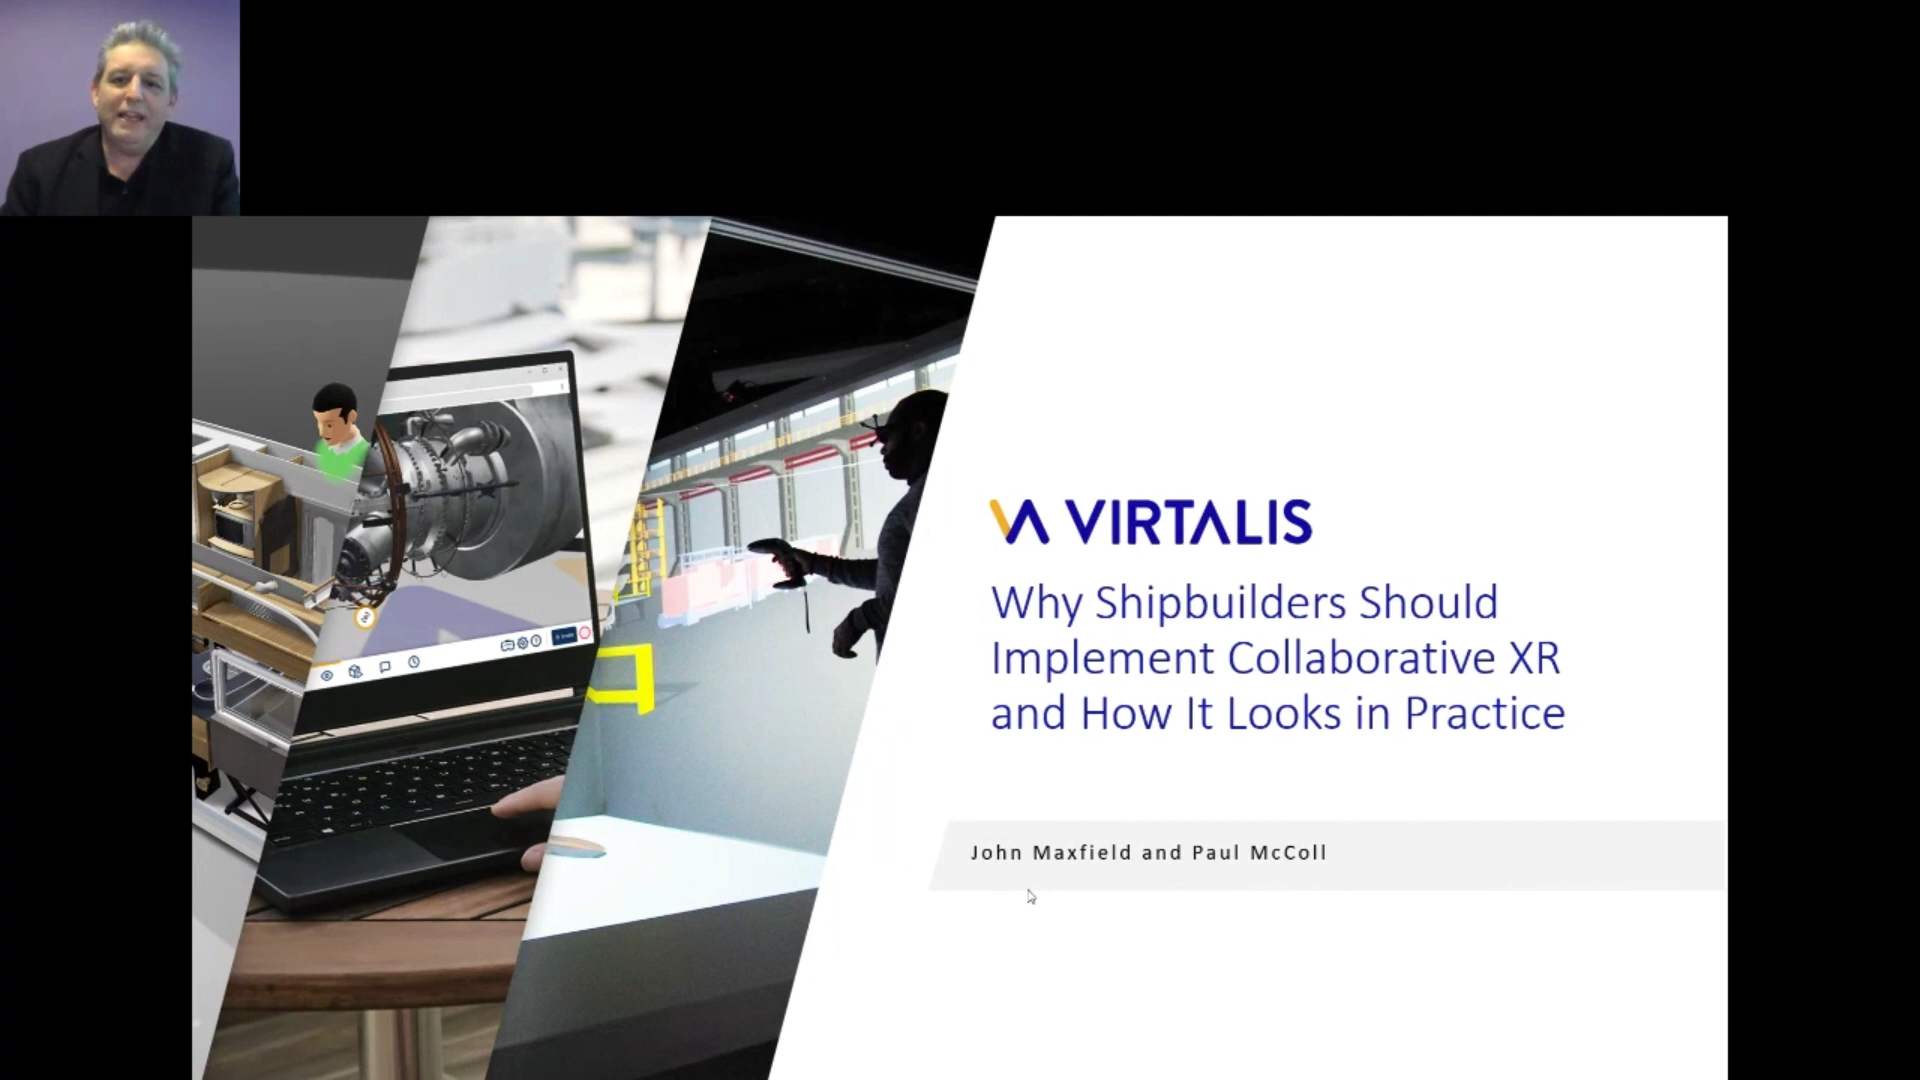 VIRTALIS
Why Shipbuilders Should
Implement Collaborative XR
and How It Looks in Practice
John Maxfield and Paul McColl